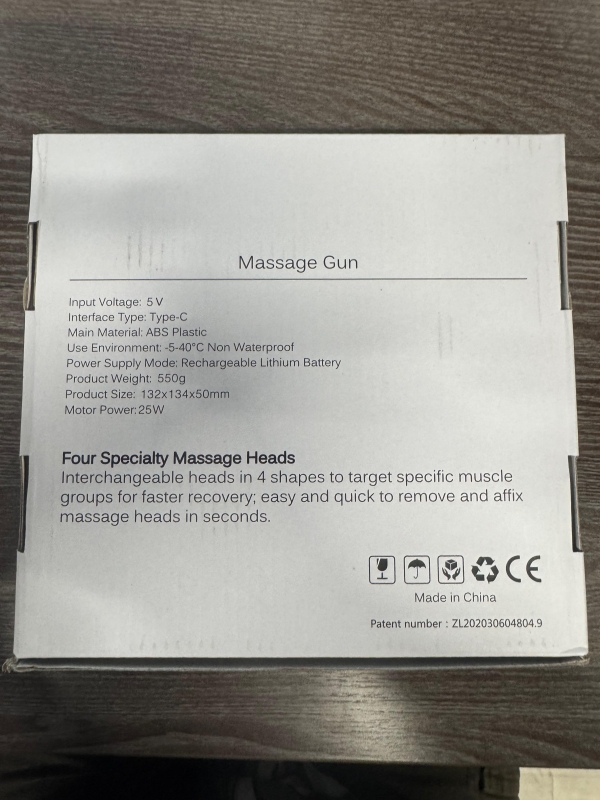 Massage Gun
Input Voltage: 5 V
Interface Type: Type-C
Main Material: ABS Plastic
Use Environment: -5-40°C Non Waterproof
Power Supply Mode: Rechargeable Lithium Battery
Product Weight: 550g
Product Size: 132x134x50mm
Motor Power:25W
Four Specialty Massage Heads
Interchangeable heads in 4 shapes to target specific muscle
groups for faster recovery; easy and quick to remove and affix
massage heads in seconds.
CE
Made in China
Patent number : ZL202030604804.9